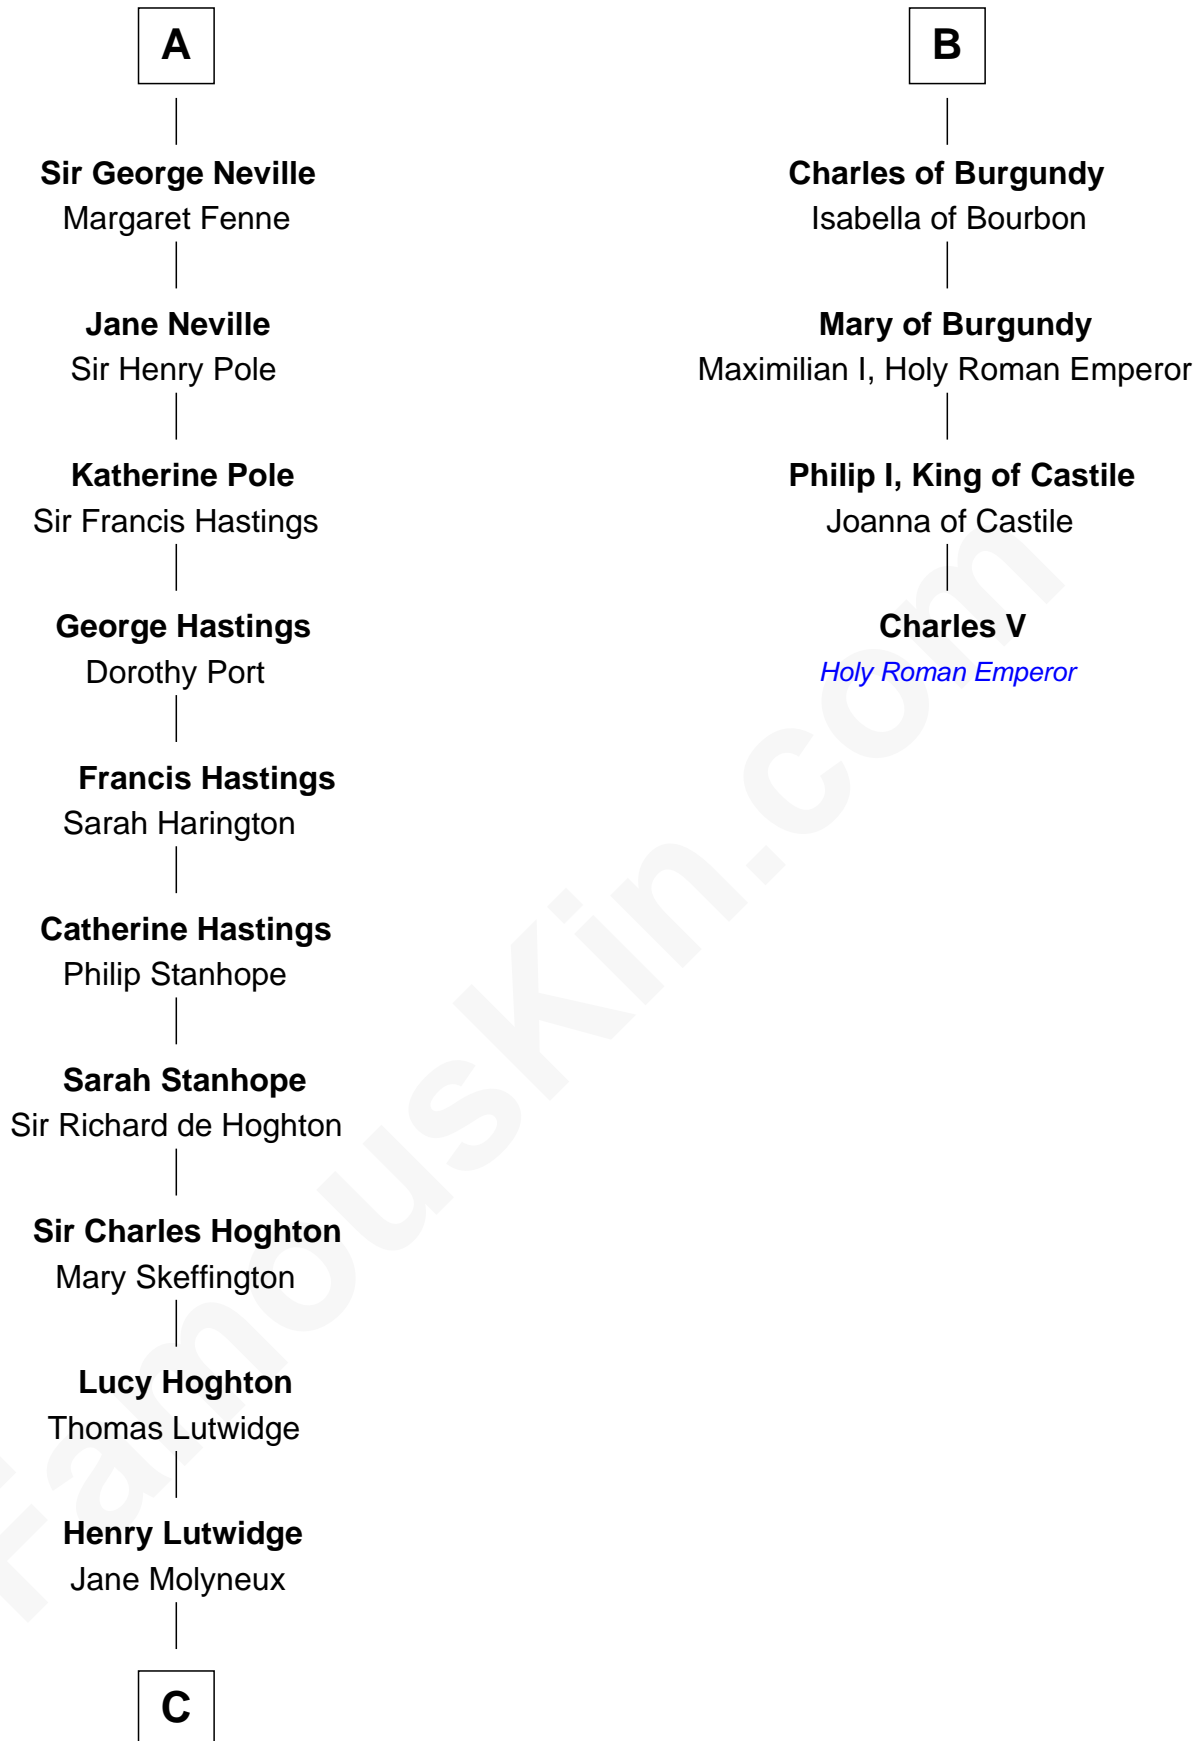 A
Sir George Neville
Margaret Fenne
Jane Neville
Sir Henry Pole
Katherine Pole
Sir Francis Hastings
George Hastings
Dorothy Port
Francis Hastings
Sarah Harington
Catherine Hastings
Philip Stanhope
Sarah Stanhope
Sir Richard de Hoghton
Sir Charles Hoghton
Mary Skeffington
Lucy Hoghton
Thomas Lutwidge
Henry Lutwidge
Jane Molyneux
C
B
Charles of Burgundy
Isabella of Bourbon
Mary of Burgundy
Maximilian I, Holy Roman Emperor
Philip I, King of Castile
Joanna of Castile
Charles V
Holy Roman Emperor
FamousKin.com